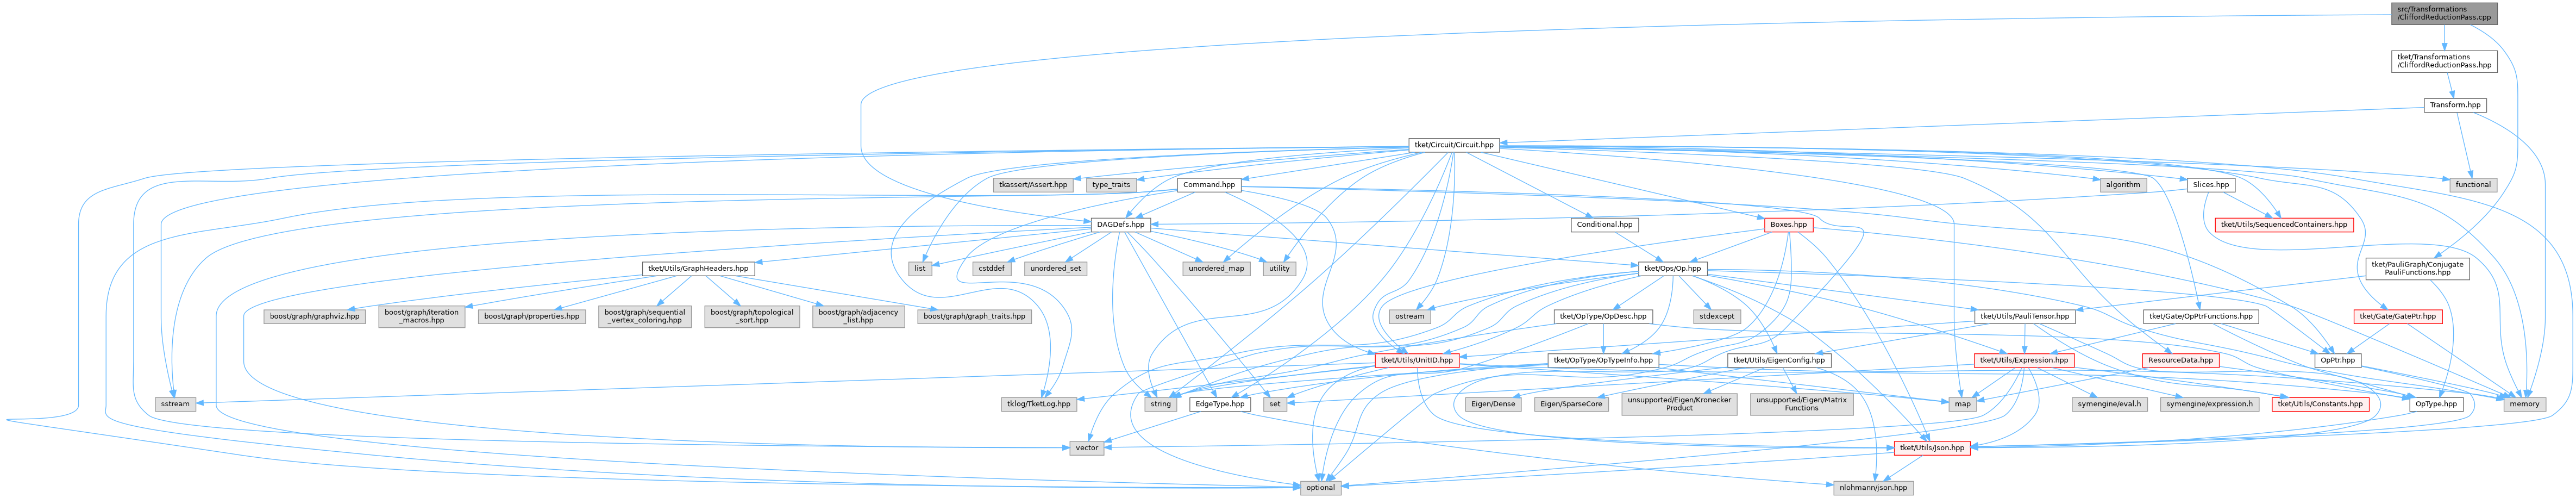 src/Transformations
/CliffordReductionPass.cpp
tket/Transformations
/CliffordReductionPass.hpp
Transform.hpp
tket/Circuit/Circuit.hpp
tkassert/Assert.hpp
type_traits
Command.hpp
algorithm
Slices.hpp
functional
DAGDefs.hpp
Conditional.hpp
Boxes.hpp
tket/Utils/SequencedContainers.hpp
tket/Utils/GraphHeaders.hpp
list
cstddef
unordered_set
unordered_map
utility
tket/Ops/Op.hpp
tket/PauliGraph/Conjugate
PauliFunctions.hpp
boost/graph/graphviz.hpp
boost/graph/iteration
_macros.hpp
boost/graph/properties.hpp
boost/graph/sequential
_vertex_coloring.hpp
boost/graph/topological
_sort.hpp
boost/graph/adjacency
_list.hpp
boost/graph/graph_traits.hpp
ostream
tket/OpType/OpDesc.hpp
stdexcept
tket/Utils/PauliTensor.hpp
tket/Gate/OpPtrFunctions.hpp
tket/Gate/GatePtr.hpp
tket/Utils/UnitID.hpp
tket/OpType/OpTypeInfo.hpp
tket/Utils/EigenConfig.hpp
tket/Utils/Expression.hpp
ResourceData.hpp
OpPtr.hpp
sstream
tklog/TketLog.hpp
string
EdgeType.hpp
set
Eigen/Dense
Eigen/SparseCore
unsupported/Eigen/Kronecker
Product
unsupported/Eigen/Matrix
Functions
map
symengine/eval.h
symengine/expression.h
tket/Utils/Constants.hpp
OpType.hpp
memory
vector
tket/Utils/Json.hpp
optional
nlohmann/json.hpp